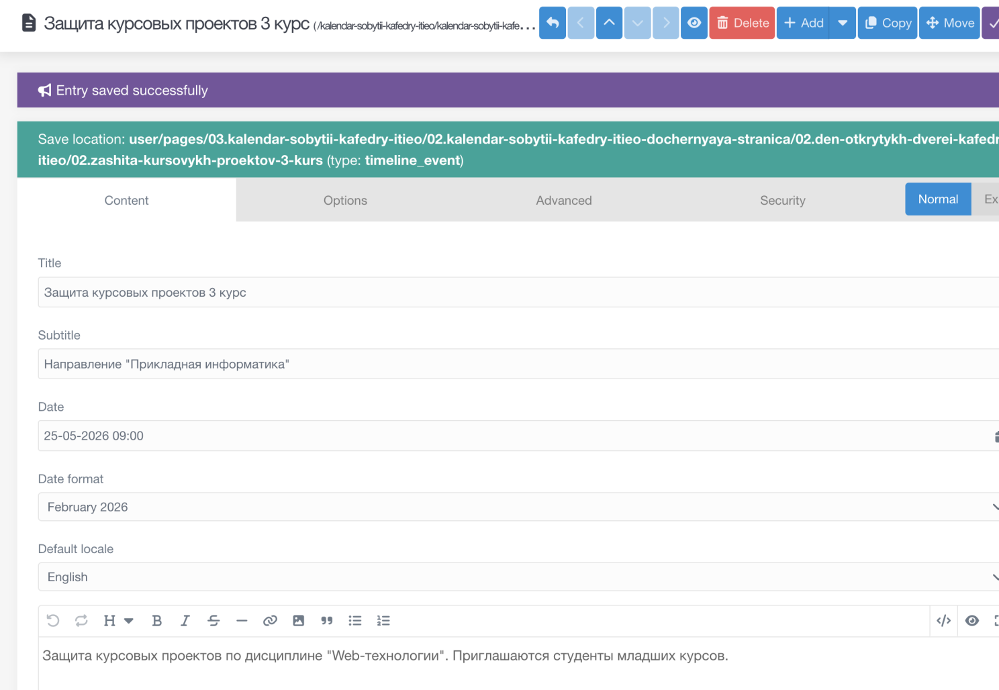 Защита курсовых проектов 3 курс (/kalendar-sobytii-kafedry-itieo/kalendar-sobytii-kafe...
Delete
Add
Copy
Move
Entry saved successfully
Save location: user/pages/03.kalendar-sobytii-kafedry-itieo/02.kalendar-sobytii-kafedry-itieo-dochernyaya-stranica/02.den-otkrytykh-dverei-kafedr
itieo/02.zashita-kursovykh-proektov-3-kurs (type: timeline_event)
Content
Options
Advanced
Security
Normal
Ex
Title
Защита курсовых проектов 3 курс
Subtitle
Направление "Прикладная информатика"
Date
25-05-2026 09:00
Date format
February 2026
Default locale
English
H B I S
Защита курсовых проектов по дисциплине "Web-технологии". Приглашаются студенты младших курсов.